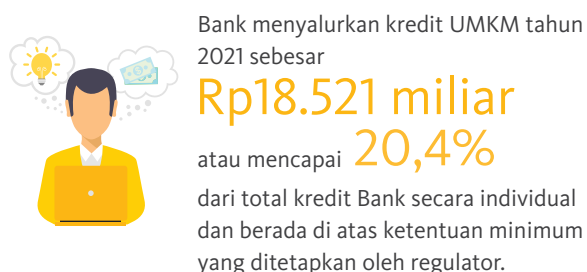 Bank menyalurkan kredit UMKM tahun
2021 sebesar
Rp18.521 miliar
atau mencapai 20,4%
dari total kredit Bank secara individual
dan berada di atas ketentuan minimum
yang ditetapkan oleh regulator.